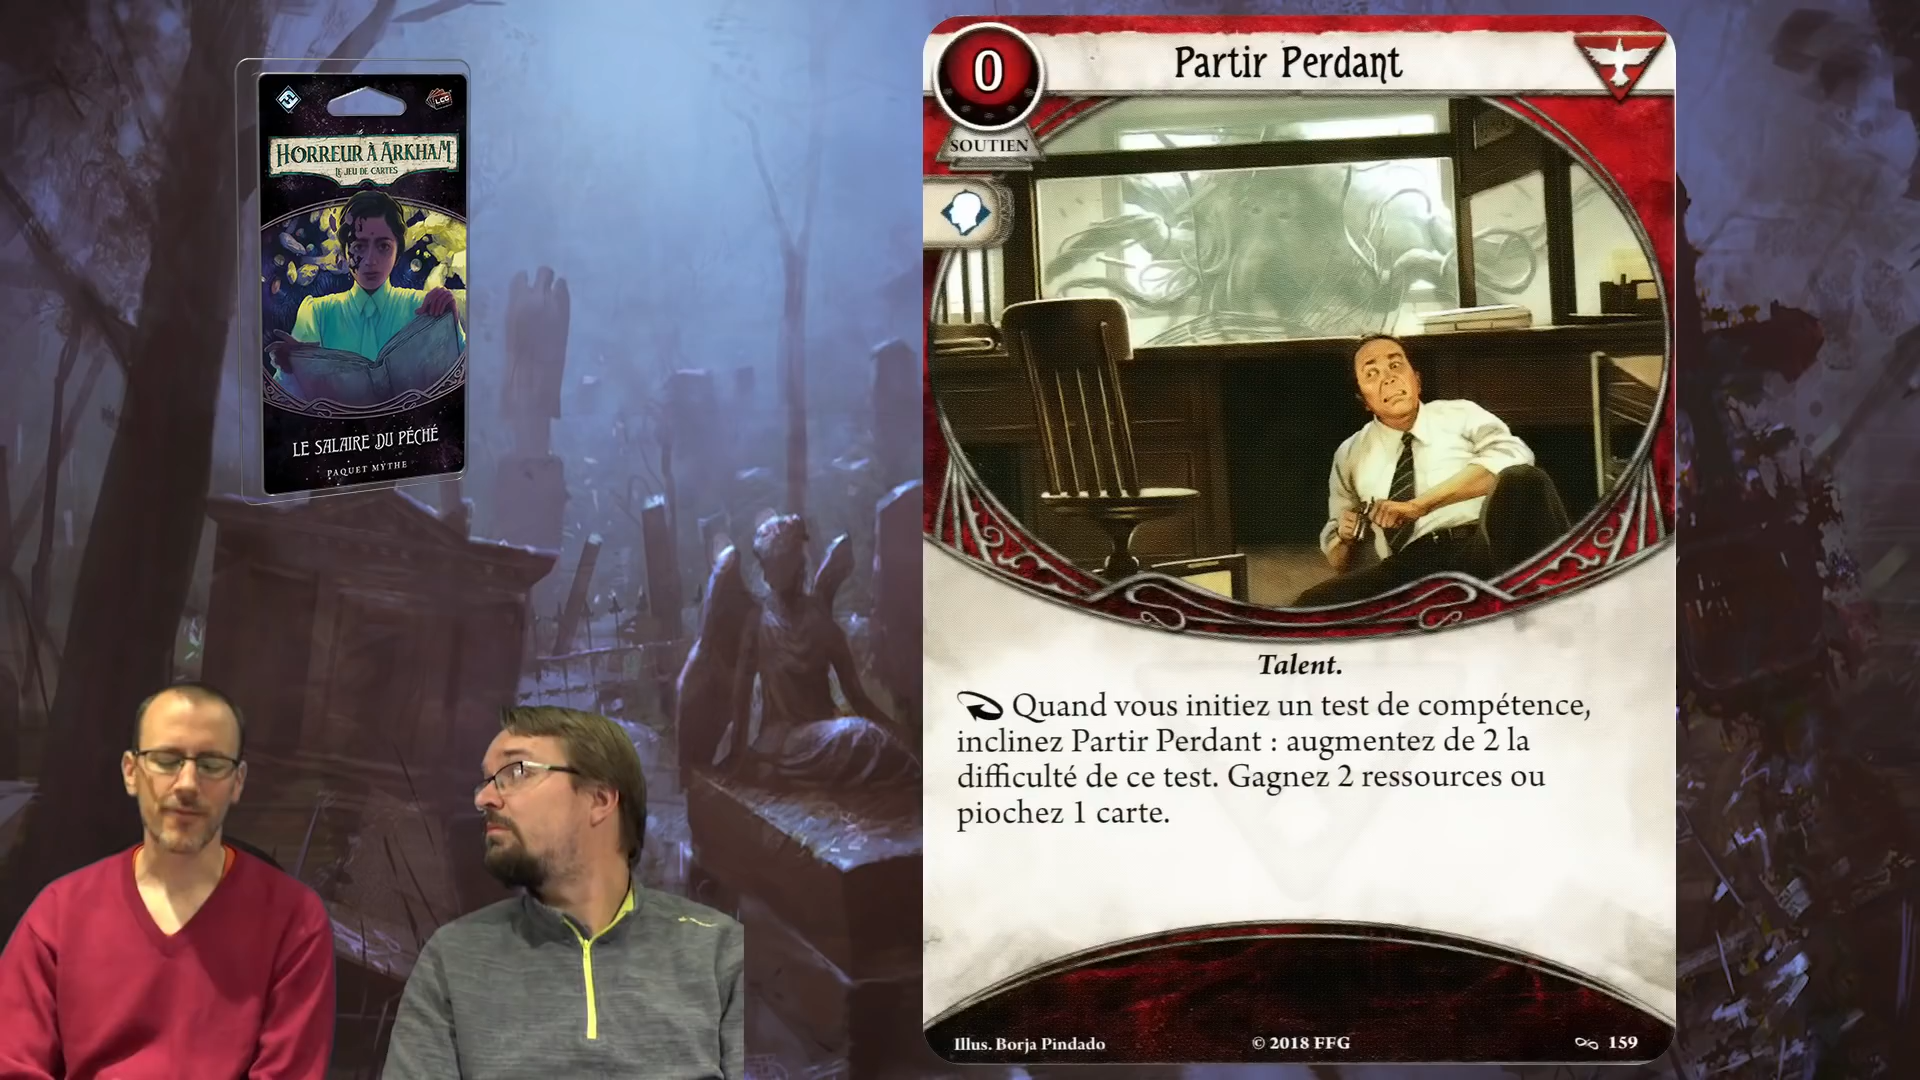 LCG
HORREUR À ARKHAM
LE JEU DE CARTES
LE SALAIRE DU PÉCHÉ
PAQUET MYTHE
0
Partir Perdant
SOUTIEN
Talent.
Quand vous initiez un test de compétence,
inclinez Partir Perdant : augmentez de 2 la
difficulté de ce test. Gagnez 2 ressources ou
piochez 1 carte.
Illus. Borja Pindado
© 2018 FFG
159